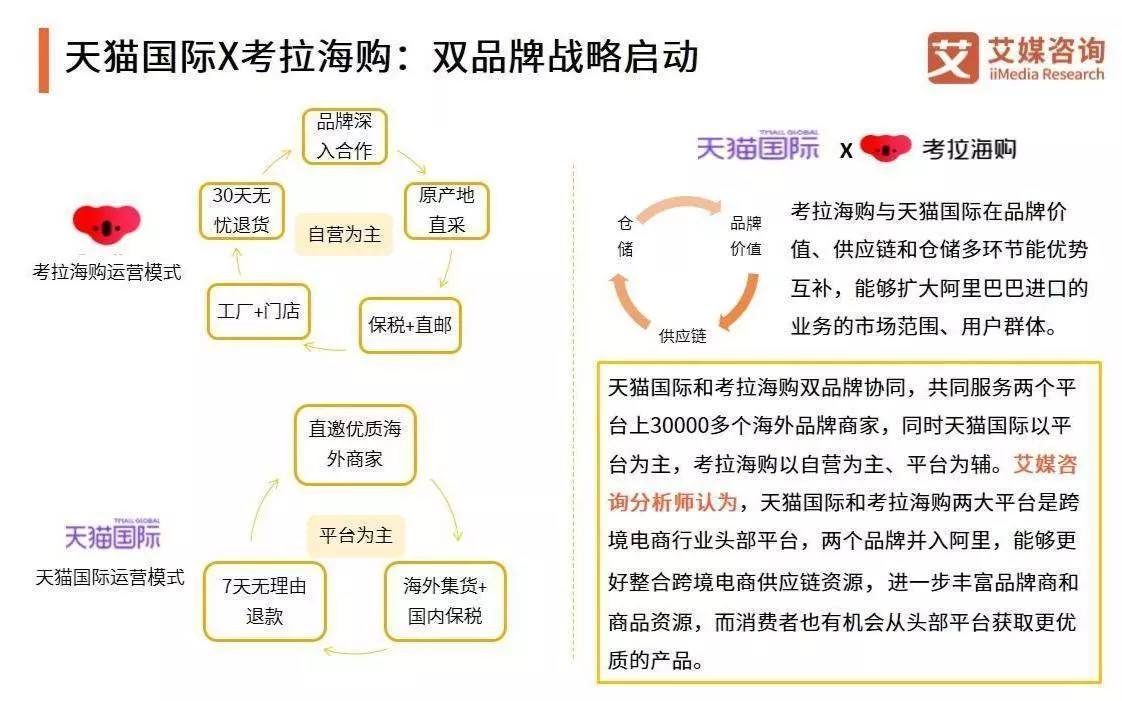 天猫国际X考拉海购：双品牌战略启动
艾 艾媒咨询
iiMedia Research
品牌深
入合作
30天无
忧退货
原产地
直采
自营为主
考拉海购运营模式
工厂+门店
保税+直邮
直邀优质海
外商家
TMALL GLOBAL
天猫国际
平台为主
天猫国际运营模式
7天无理由
退款
海外集货+
国内保税
TMALL GLOBAL
天猫国际 X 考拉海购
仓
储
品牌
价值
供应链
考拉海购与天猫国际在品牌价
值、供应链和仓储多环节能优势
互补，能够扩大阿里巴巴进口的
业务的市场范围、用户群体。
天猫国际和考拉海购双品牌协同，共同服务两个平
台上30000多个海外品牌商家，同时天猫国际以平
台为主，考拉海购以自营为主、平台为辅。艾媒咨
询分析师认为，天猫国际和考拉海购两大平台是跨
境电商行业头部平台，两个品牌并入阿里，能够更
好整合跨境电商供应链资源，进一步丰富品牌商和
商品资源，而消费者也有机会从头部平台获取更优
质的产品。